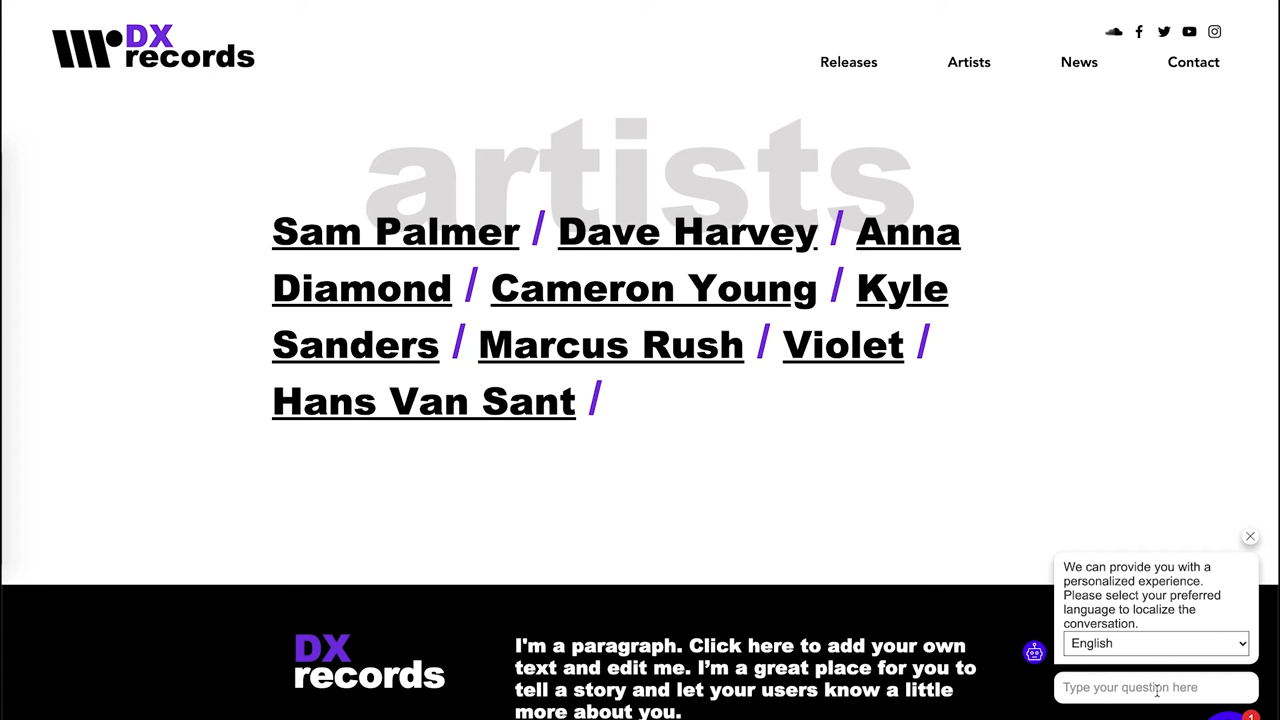 DX
records
Releases
Artists
News
Contact
artists
Sam Palmer / Dave Harvey / Anna
Diamond / Cameron Young / Kyle
Sanders / Marcus Rush / Violet /
Hans Van Sant /
We can provide you with a
personalized experience.
Please select your preferred
language to localize the
conversation.
English
Type your question here
1
DX
records
I'm a paragraph. Click here to add your own
text and edit me. I'm a great place for you to
tell a story and let your users know a little
more about you.